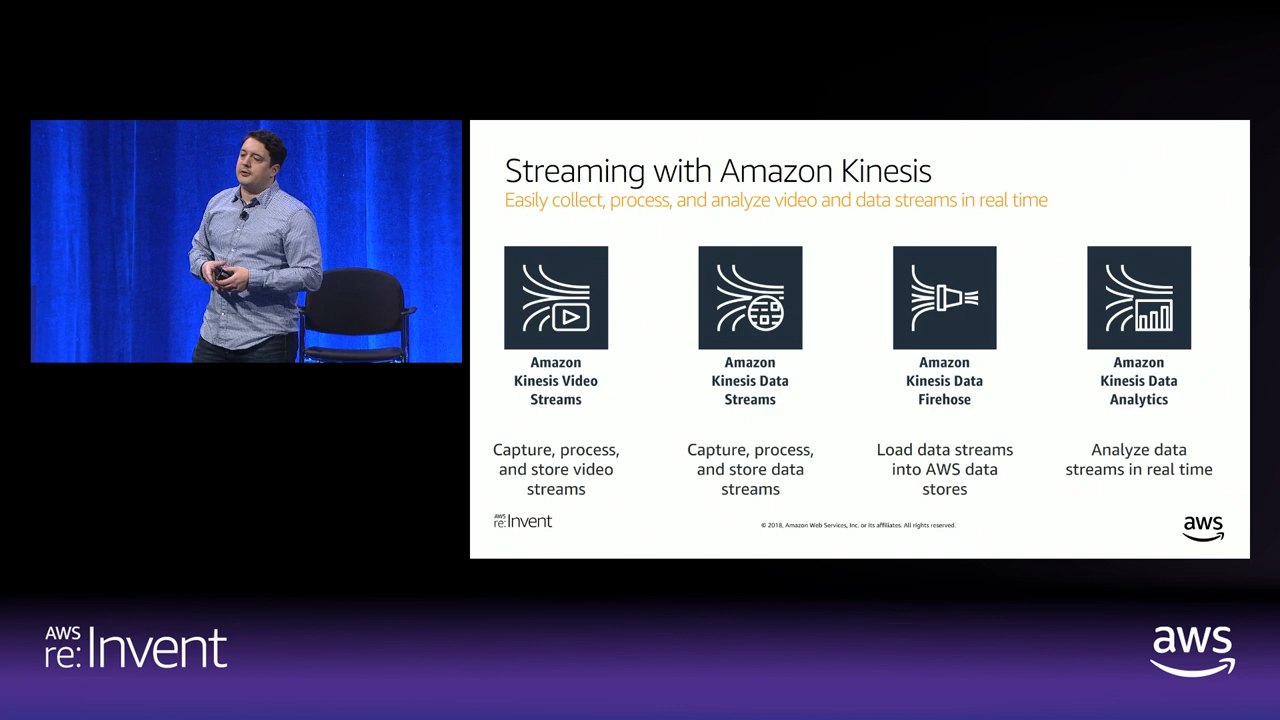 Streaming with Amazon Kinesis
Easily collect, process, and analyze video and data streams in real time
Amazon
Kinesis Video
Streams
Amazon
Kinesis Data
Streams
Amazon
Kinesis Data
Firehose
Amazon
Kinesis Data
Analytics
Capture, process,
and store video
streams
Capture, process,
and store data
streams
Load data streams
into AWS data
stores
Analyze data
streams in real time
AWS
re:Invent
© 2018, Amazon Web Services, Inc. or its affiliates. All rights reserved.
aws
AWS
re:Invent
aws